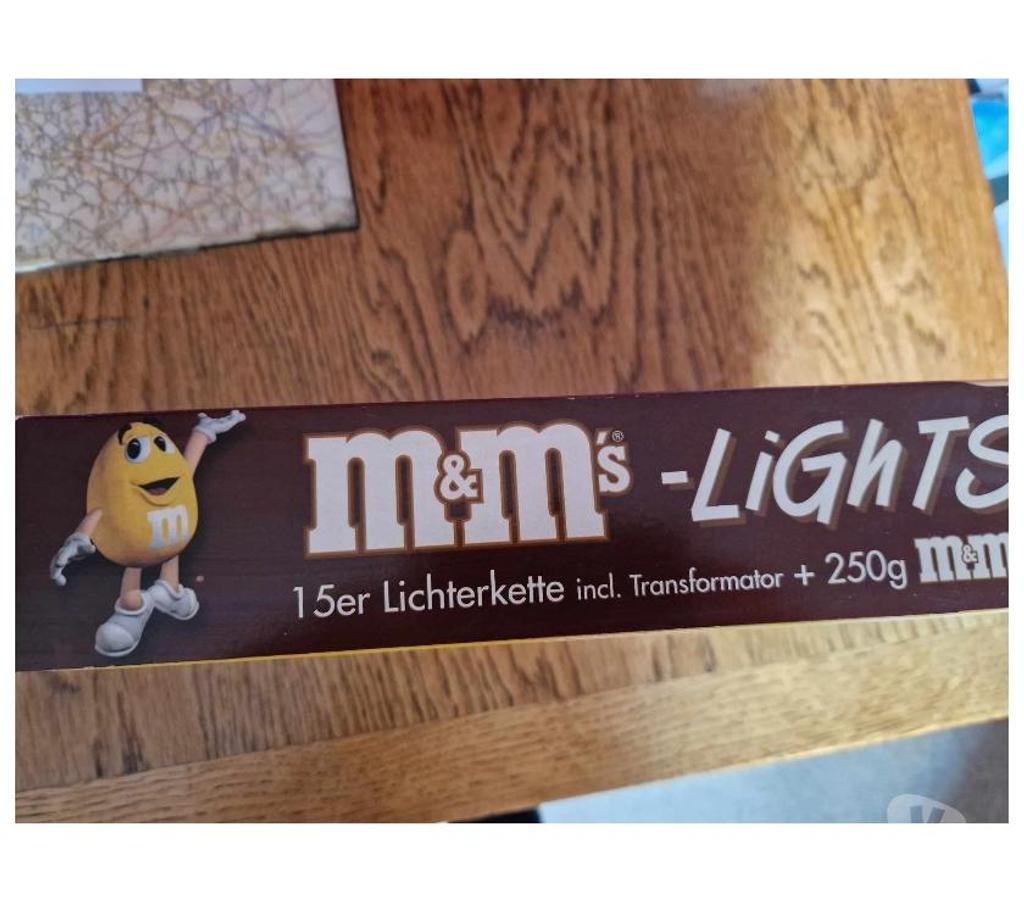 m&m's® -LiGhTS
15er Lichterkette incl. Transformator + 250g m&m
m